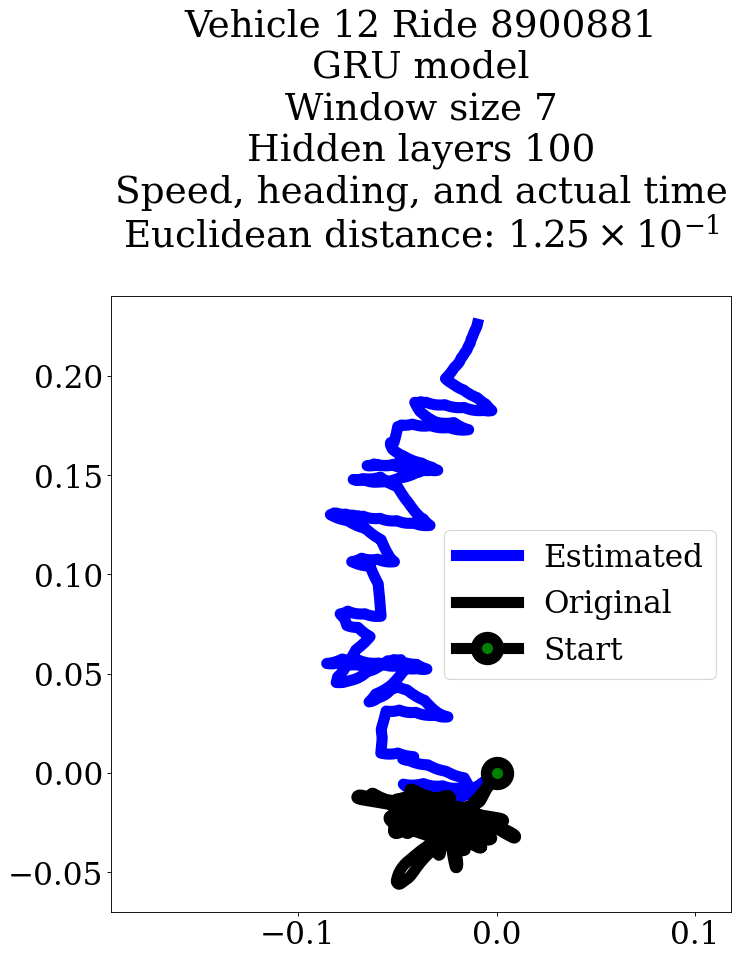 Vehicle 12 Ride 8900881
GRU model
Window size 7
Hidden layers 100
Speed, heading, and actual time
Euclidean distance: 1.25 × 10⁻¹
0.20
0.15
0.10
0.05
0.00
−0.05
Estimated
Original
Start
−0.1
0.0
0.1